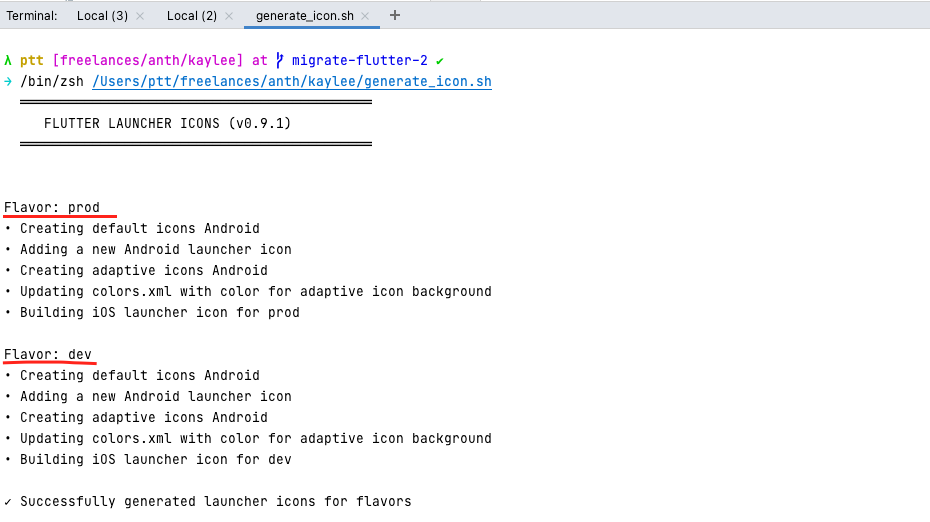 Terminal: Local (3) × Local (2) × generate_icon.sh × +
λ ptt [freelances/anth/kaylee] at migrate-flutter-2 ✓
→ /bin/zsh /Users/ptt/freelances/anth/kaylee/generate_icon.sh
FLUTTER LAUNCHER ICONS (v0.9.1)
Flavor: prod
• Creating default icons Android
• Adding a new Android launcher icon
• Creating adaptive icons Android
• Updating colors.xml with color for adaptive icon background
• Building iOS launcher icon for prod
Flavor: dev
• Creating default icons Android
• Adding a new Android launcher icon
• Creating adaptive icons Android
• Updating colors.xml with color for adaptive icon background
• Building iOS launcher icon for dev
✓ Successfully generated launcher icons for flavors